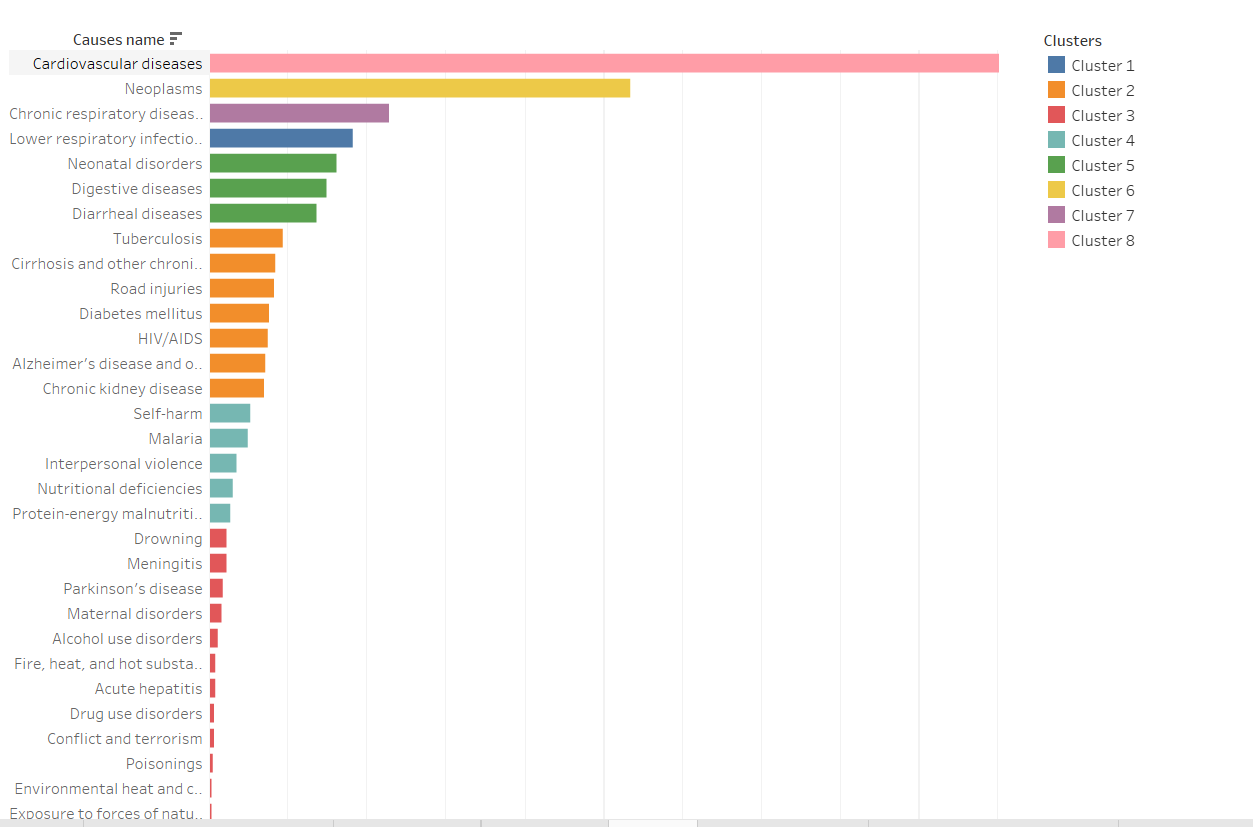 Causes name
Cardiovascular diseases
Neoplasms
Chronic respiratory diseas..
Lower respiratory infectio..
Neonatal disorders
Digestive diseases
Diarrheal diseases
Tuberculosis
Cirrhosis and other chroni..
Road injuries
Diabetes mellitus
HIV/AIDS
Alzheimer's disease and o..
Chronic kidney disease
Self-harm
Malaria
Interpersonal violence
Nutritional deficiencies
Protein-energy malnutriti..
Drowning
Meningitis
Parkinson's disease
Maternal disorders
Alcohol use disorders
Fire, heat, and hot substa..
Acute hepatitis
Drug use disorders
Conflict and terrorism
Poisonings
Environmental heat and c..
Exposure to forces of natu..
Clusters
Cluster 1
Cluster 2
Cluster 3
Cluster 4
Cluster 5
Cluster 6
Cluster 7
Cluster 8